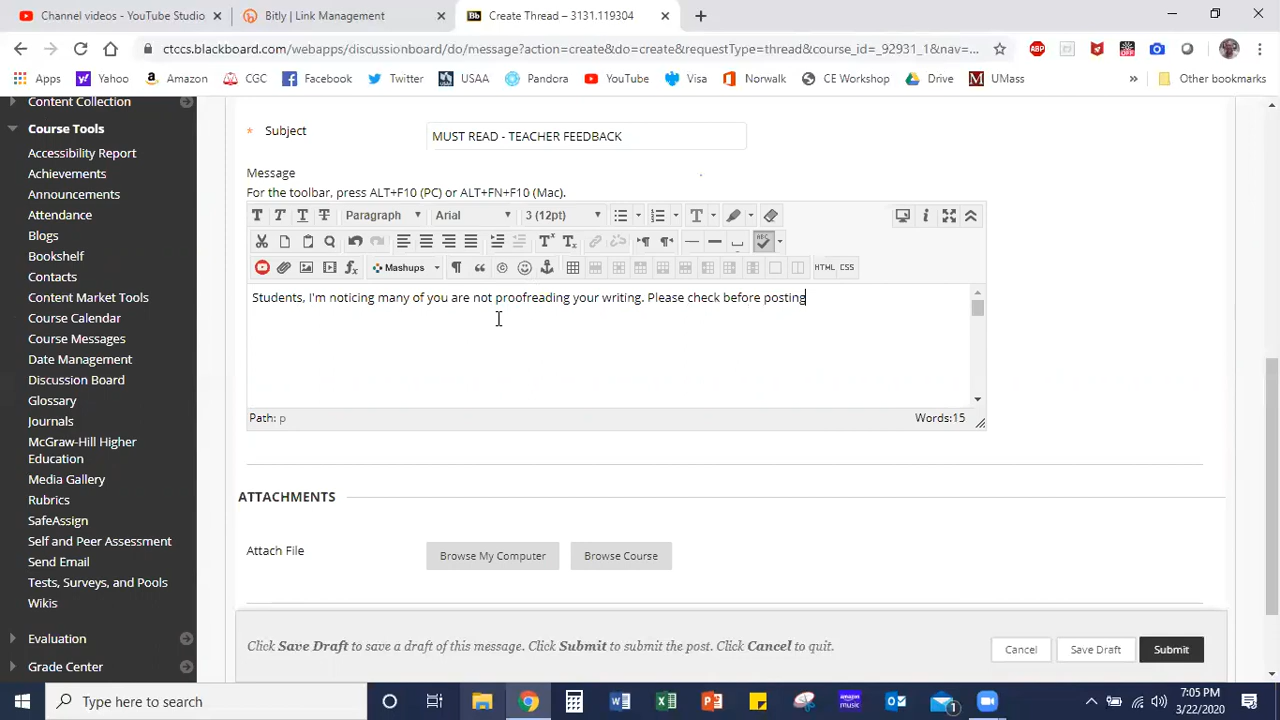 Channel videos - YouTube Studio
Bitly | Link Management
Create Thread – 3131.119304
ctccs.blackboard.com/webapps/discussionboard/do/message?action=create&do=create&requestType=thread&course_id=_92931_1&nav=...
ABP
OFF
Apps
Yahoo
Amazon
CGC
Facebook
Twitter
USAA
Pandora
YouTube
Visa
Norwa
CE Workshop
Drive
UMass
»
Other bookmarks
Content Collection
Course Tools
Accessibility Report
Achievements
Announcements
Attendance
Blogs
Bookshelf
Contacts
Content Market Tools
Course Calendar
Course Messages
Date Management
Discussion Board
Glossary
Journals
McGraw-Hill Higher
Education
Media Gallery
Rubrics
SafeAssign
Self and Peer Assessment
Send Email
Tests, Surveys, and Pools
Wikis
Evaluation
Grade Center
* Subject
MUST READ - TEACHER FEEDBACK
Message
For the toolbar, press ALT+F10 (PC) or ALT+FN+F10 (Mac).
T T T T Paragraph Arial 3 (12pt)
Mashups
HTML CSS
Students, I'm noticing many of you are not proofreading your writing. Please check before posting
Path: p
Words:15
ATTACHMENTS
Attach File
Browse My Computer
Browse Course
Click Save Draft to save a draft of this message. Click Submit to submit the post. Click Cancel to quit.
Cancel
Save Draft
Submit
Type here to search
7:05 PM
3/22/2020